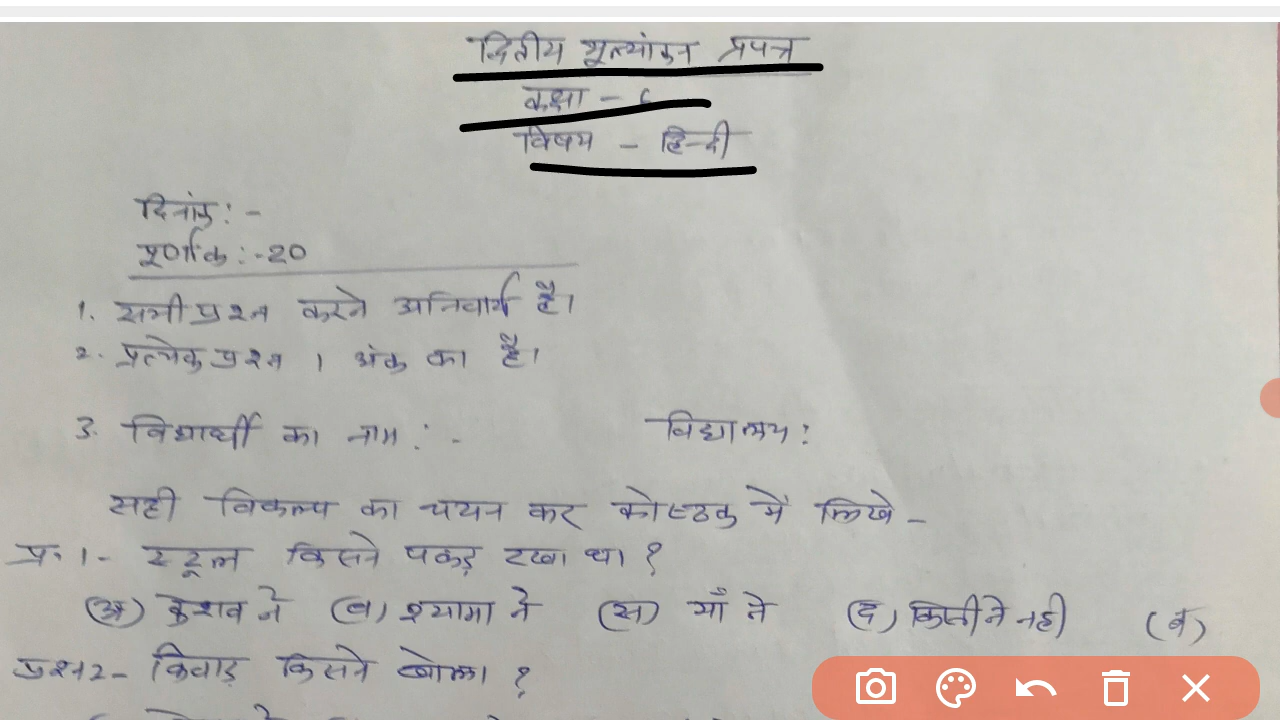 द्वितीय मूल्यांकन प्रपत्र
कक्षा - 6
विषय - हिन्दी
दिनांक: -
पूर्णांक: -20
1. सभी प्रश्न करने अनिवार्य है।
2. प्रत्येक प्रश्न 1 अंक का है।
3. विद्यार्थी का नाम: - विद्यालय:
सही विकल्प का चयन कर कोष्ठक में लिखे -
प्र. 1- स्टूल किसने पकड़ रखा था ?
(अ) केशव ने (ब) श्यामा ने (स) माँ ने (द) किसी ने नही (ब)
प्रश्न2- किवाड़ किसने खोला ?